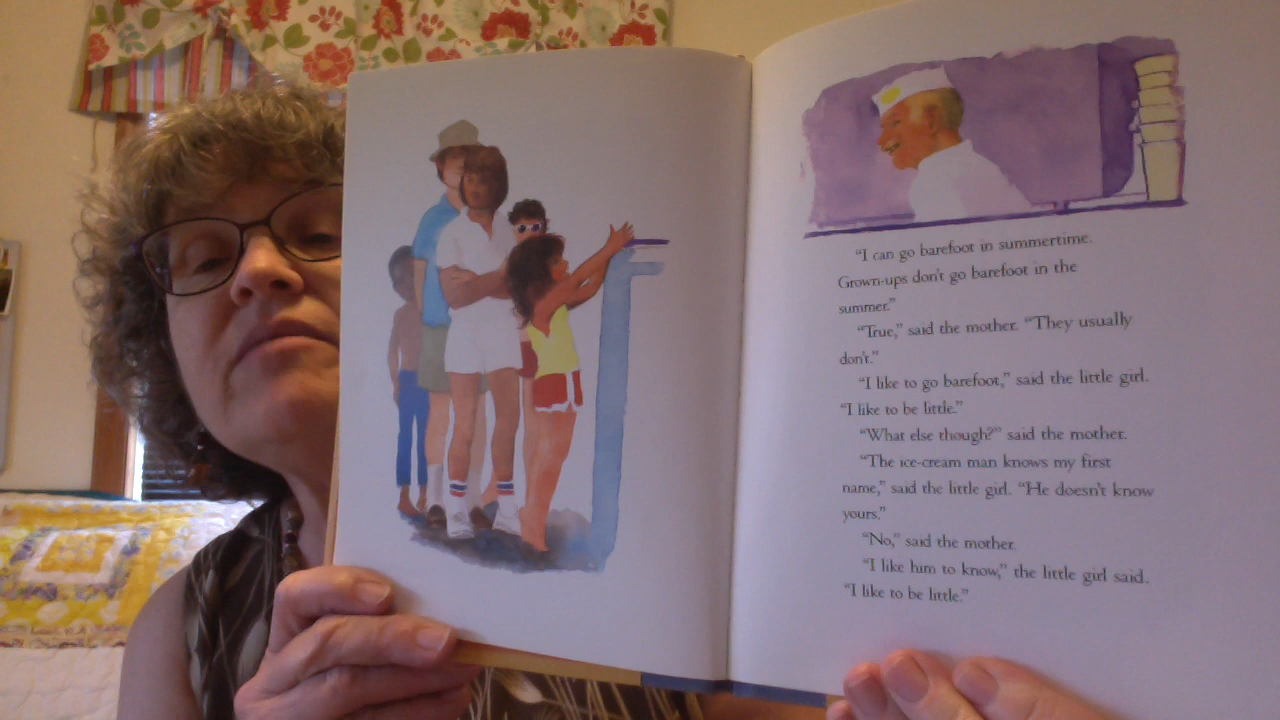 "I can go barefoot in summertime.
Grown-ups don't go barefoot in the
summer."
"True," said the mother. "They usually
don't."
"I like to go barefoot," said the little girl.
"I like to be little."
"What else though?" said the mother.
"The ice-cream man knows my first
name," said the little girl. "He doesn't know
yours."
"No," said the mother.
"I like him to know," the little girl said.
"I like to be little."